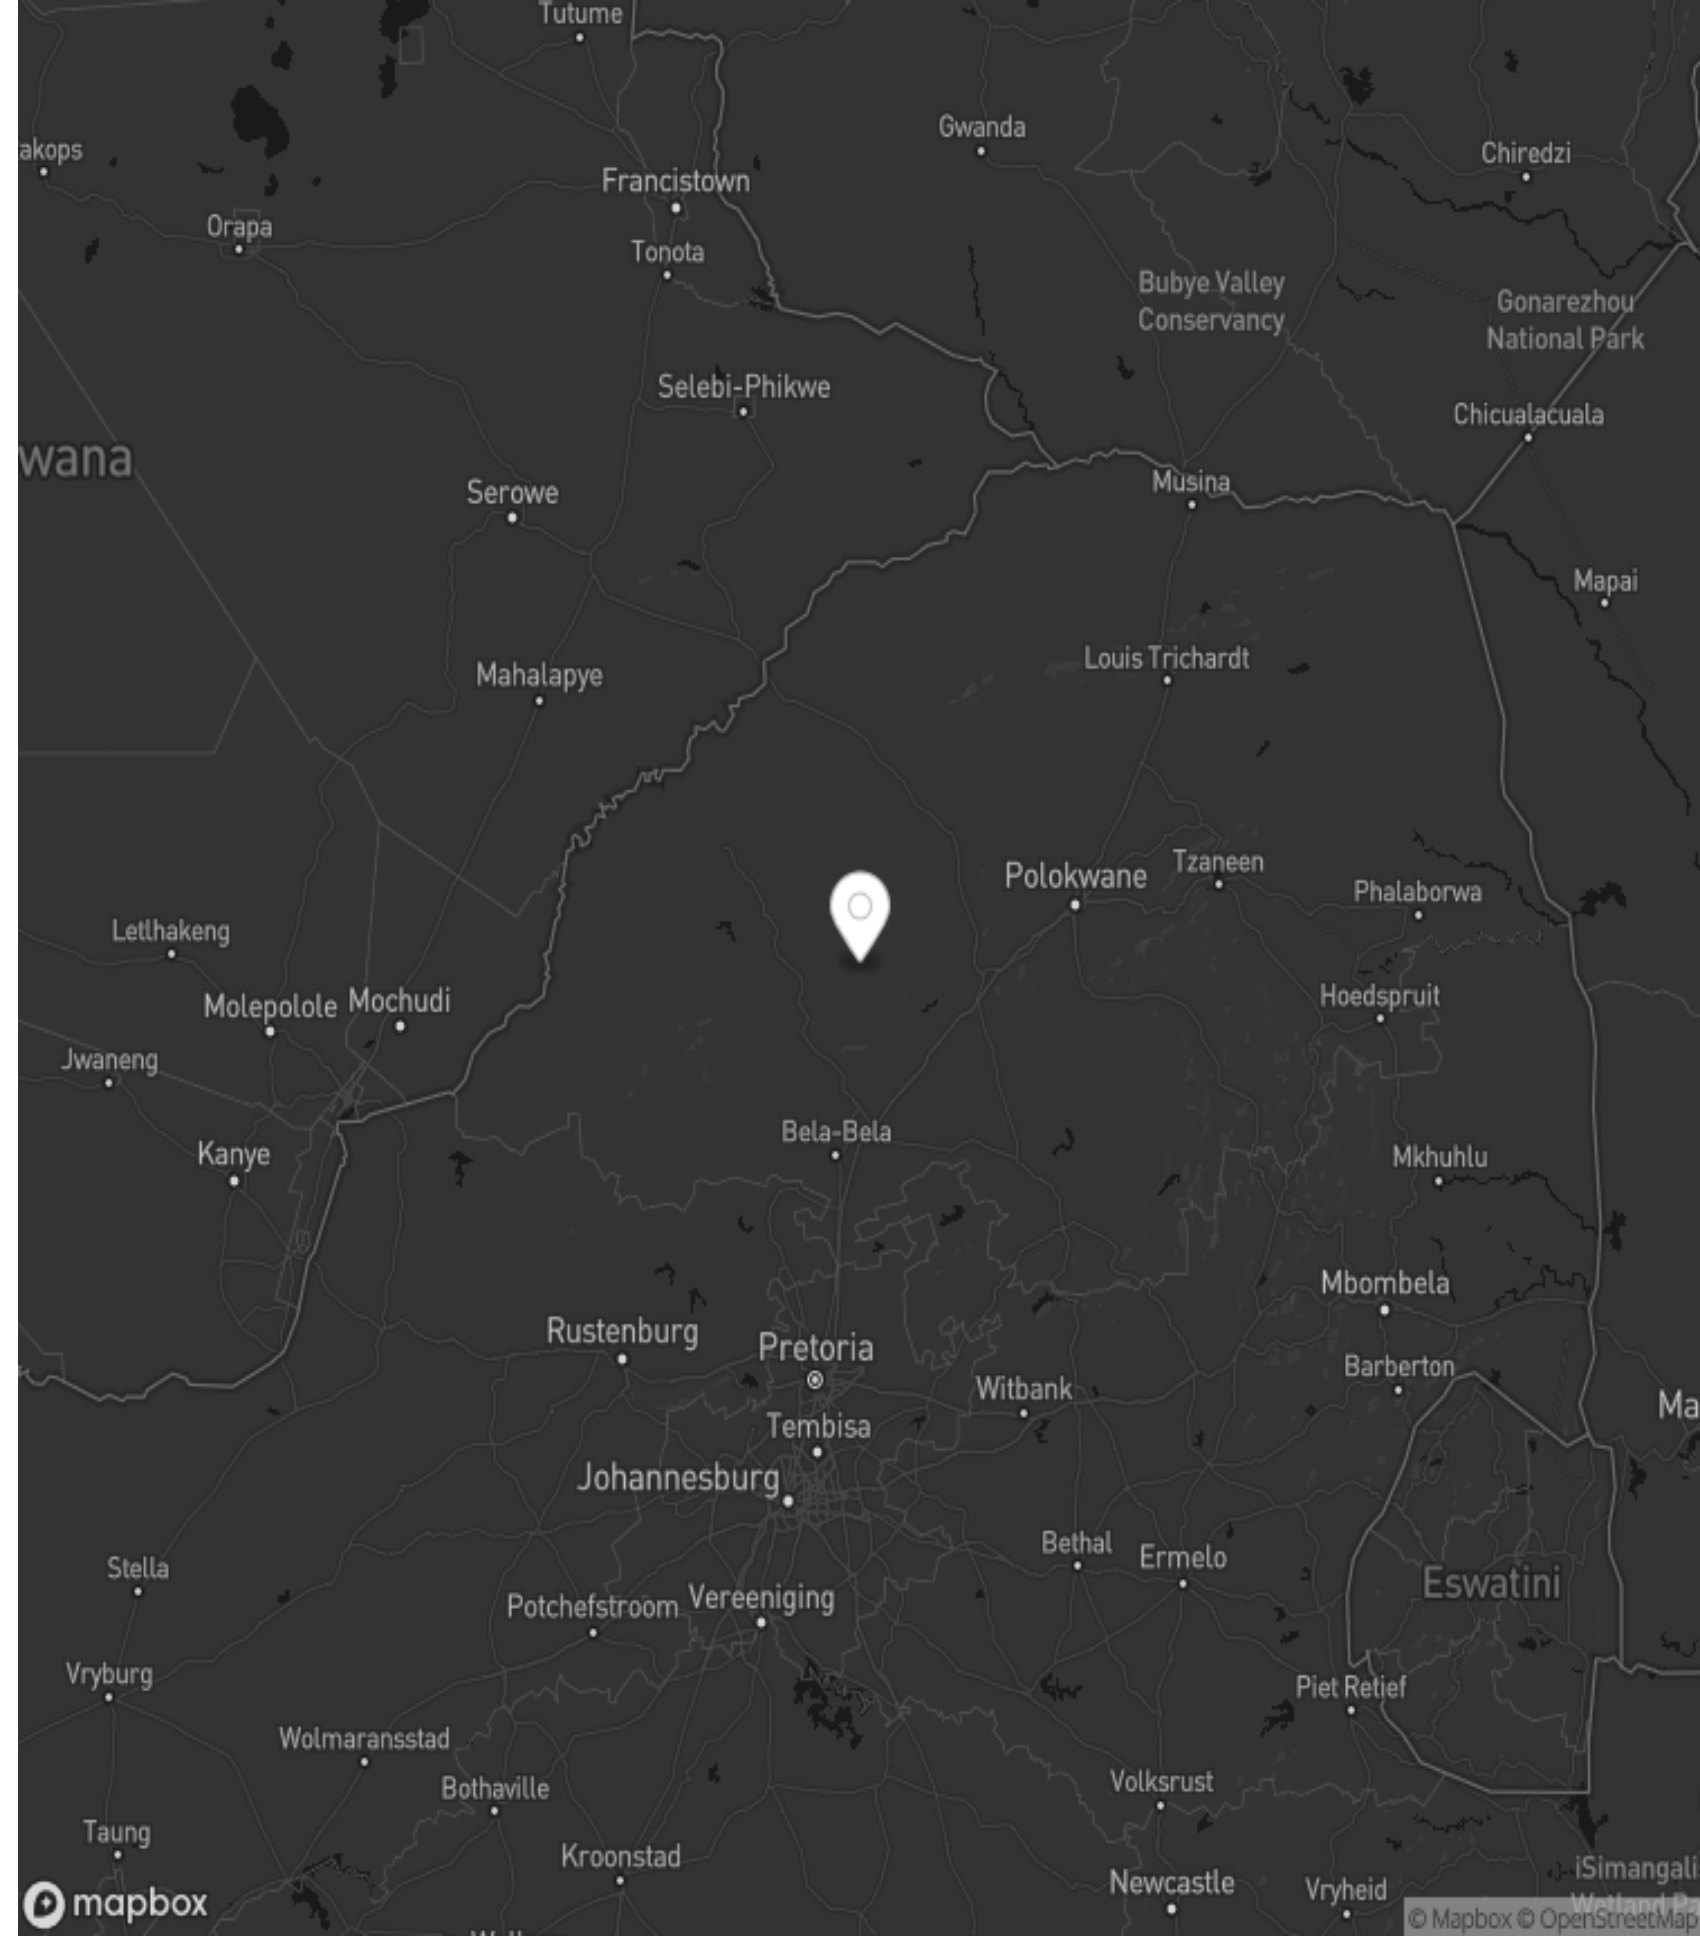 Tutume
Gwanda
akops
Chiredzi
Francistown
Orapa
Tonota
Bubye Valley
Conservancy
Gonarezhou
National Park
Selebi-Phikwe
Chicualacuala
wana
Musina
Serowe
Mapai
Louis Trichardt
Mahalapye
Tzaneen
Polokwane
Phalaborwa
Letlhakeng
Hoedspruit
Molepolole
Mochudi
Jwaneng
Bela-Bela
Kanye
Mkhuhlu
Mbombela
Rustenburg
Pretoria
Barberton
Witbank
Ma
Tembisa
Johannesburg
Bethal
Ermelo
Stella
Eswatini
Potchefstroom
Vereeniging
Vryburg
Piet Retief
Wolmaransstad
Volksrust
Bothaville
Taung
Kroonstad
iSimangali
Newcastle
Vryheid
Wetland Pa
mapbox
© Mapbox © OpenStreetMap